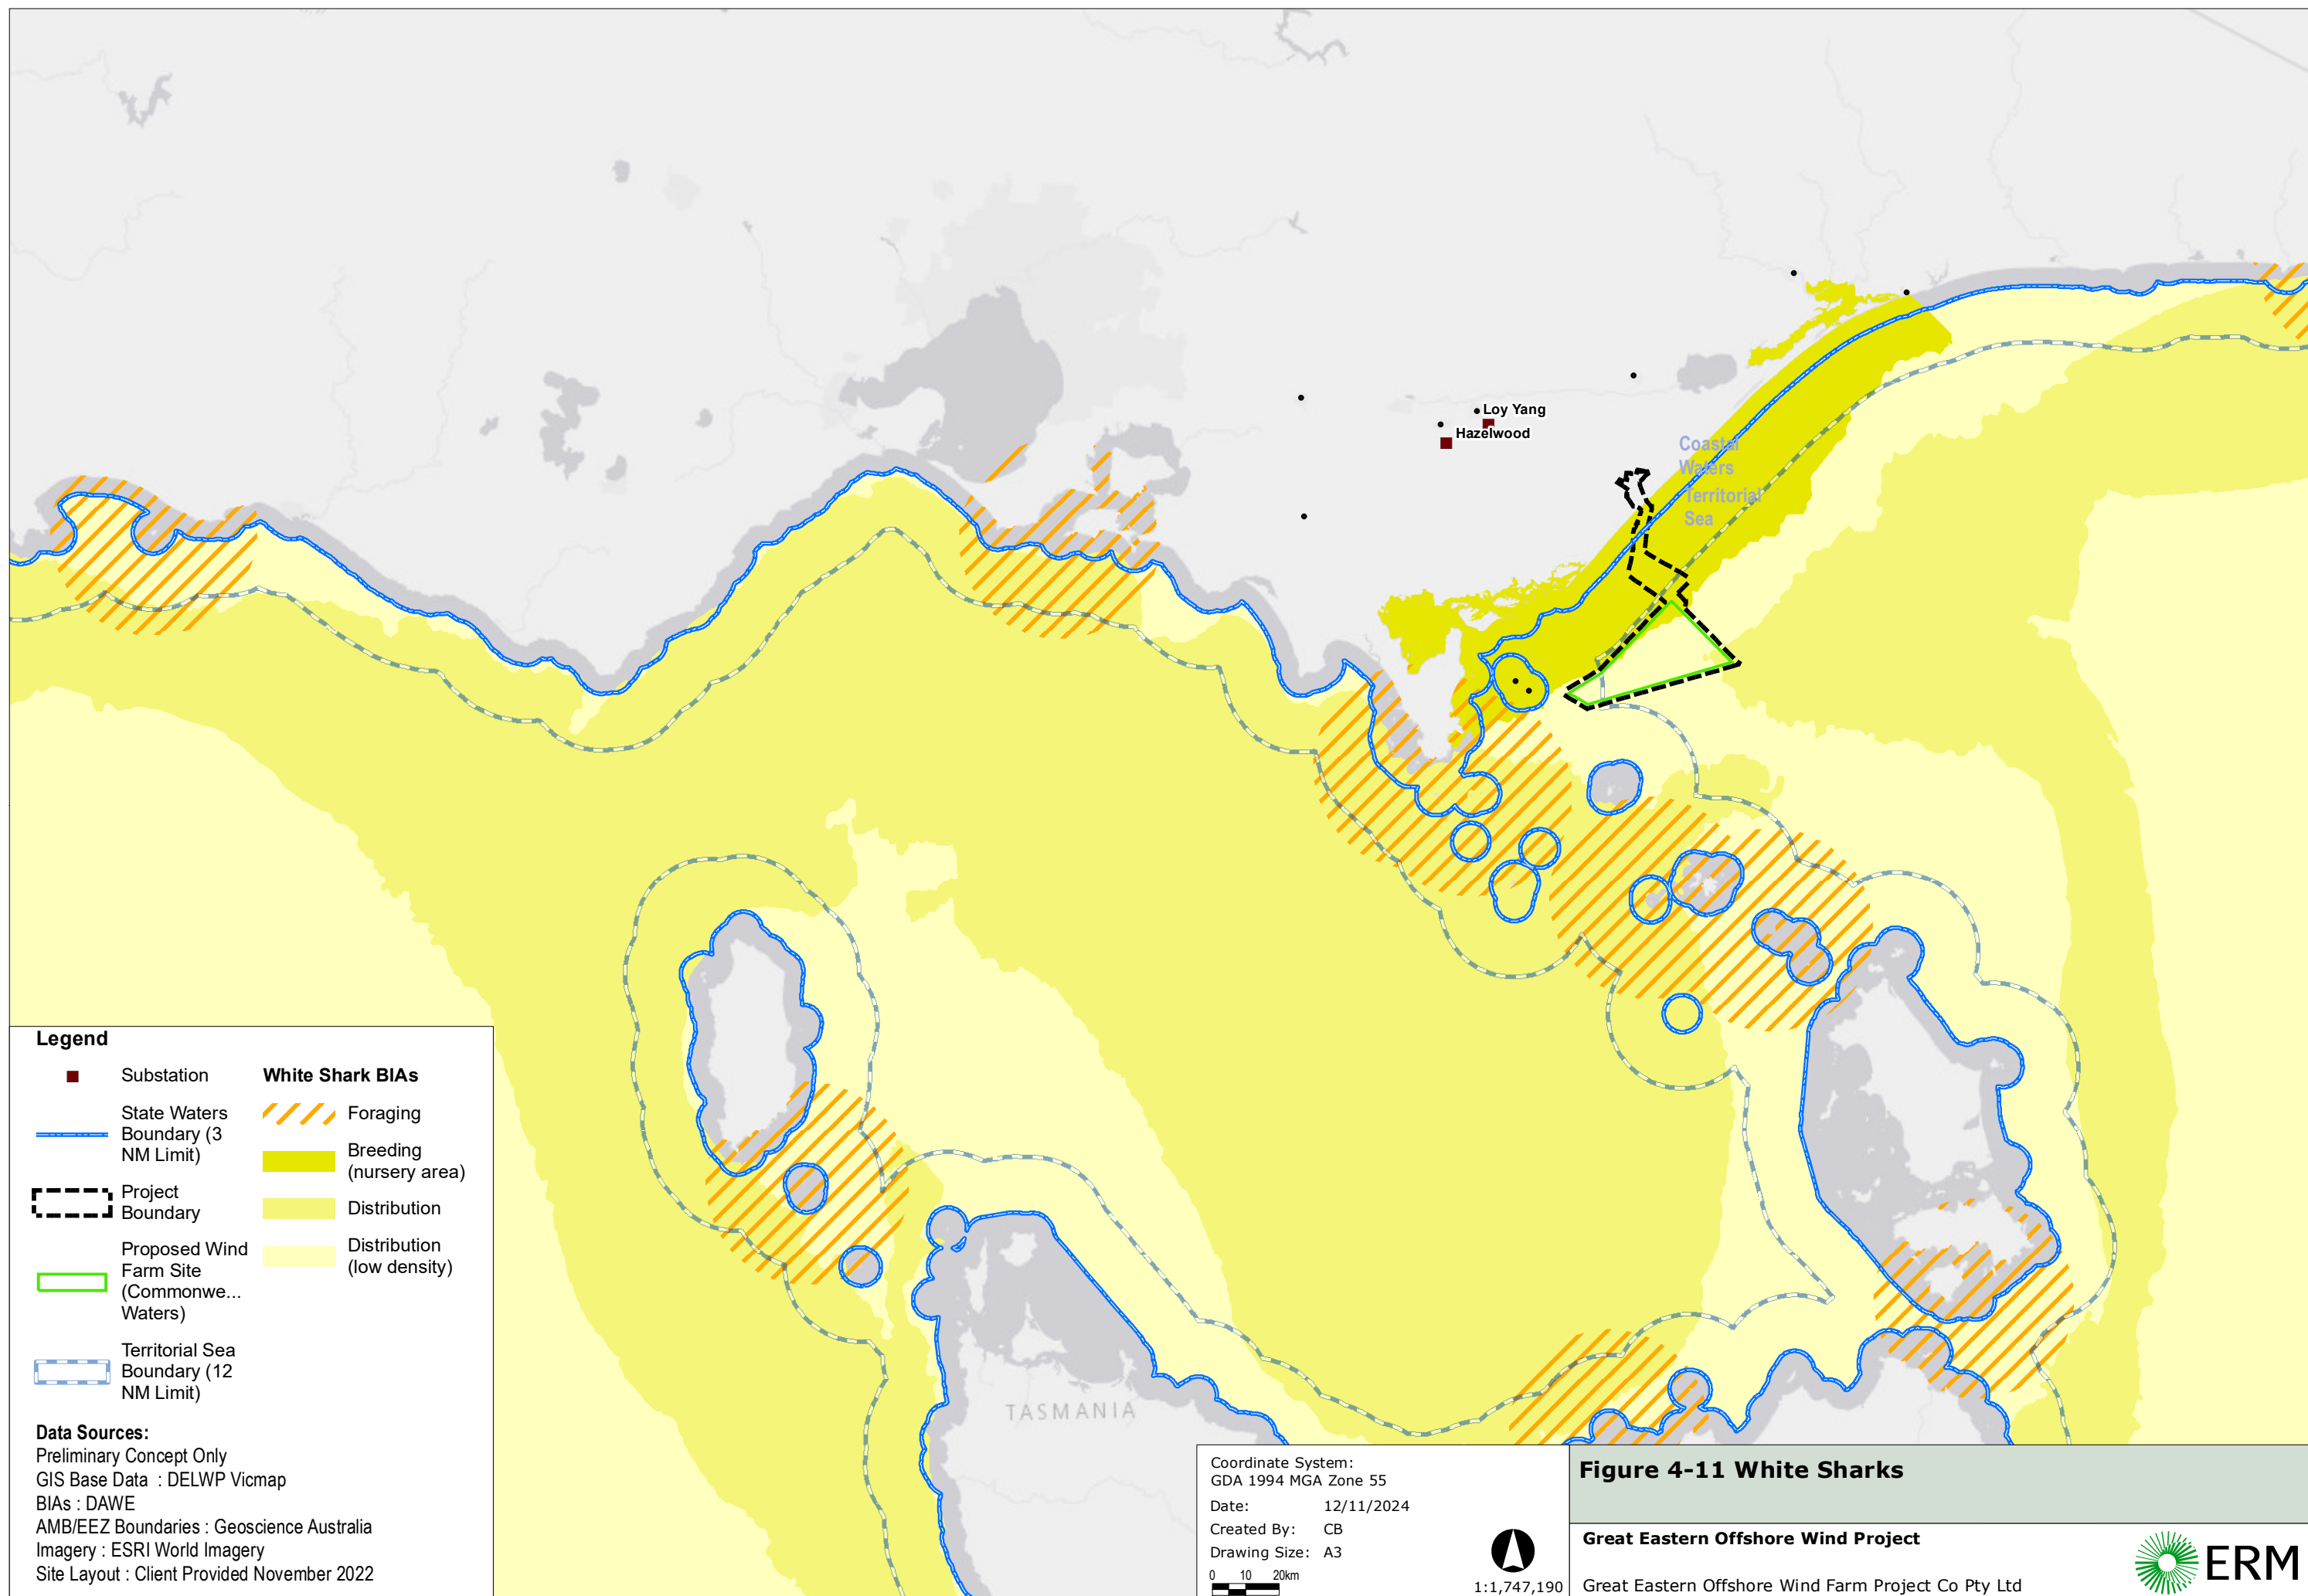 Loy Yang
Hazelwood
Coastal
Waters
Territorial
Sea
TASMANIA
Legend
Substation
State Waters
Boundary (3
NM Limit)
Project
Boundary
Proposed Wind
Farm Site
(Commonwe...
Waters)
Territorial Sea
Boundary (12
NM Limit)
White Shark BIAs
Foraging
Breeding
(nursery area)
Distribution
Distribution
(low density)
Data Sources:
Preliminary Concept Only
GIS Base Data : DELWP Vicmap
BIAs : DAWE
AMB/EEZ Boundaries : Geoscience Australia
Imagery : ESRI World Imagery
Site Layout : Client Provided November 2022
Coordinate System:
GDA 1994 MGA Zone 55
Date: 12/11/2024
Created By: CB
Drawing Size: A3
0 10 20km
1:1,747,190
Figure 4-11 White Sharks
Great Eastern Offshore Wind Project
Great Eastern Offshore Wind Farm Project Co Pty Ltd
ERM